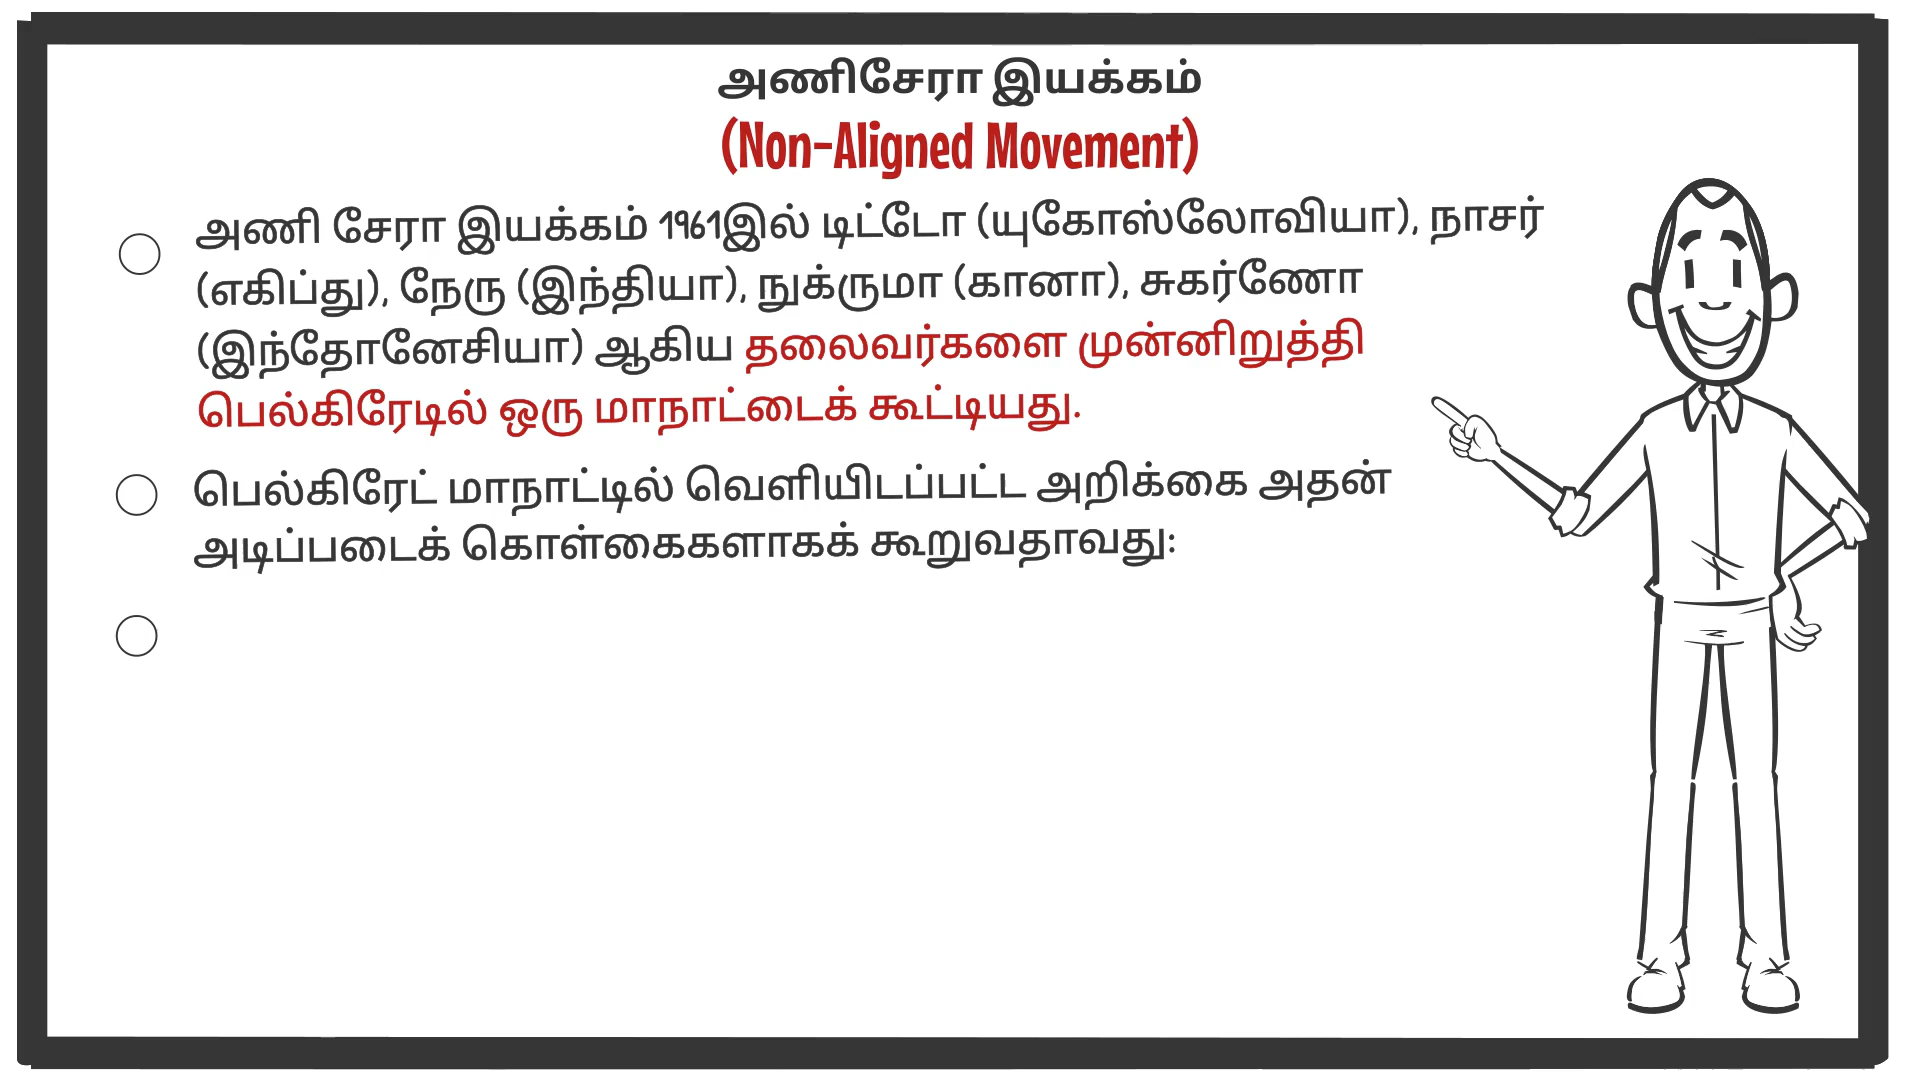 அணிசேரா இயக்கம்
(Non-Aligned Movement)
அணி சேரா இயக்கம் 1961இல் டிட்டோ (யுகோஸ்லோவியா), நாசர்
(எகிப்து), நேரு (இந்தியா), நுக்ருமா (கானா), சுகர்ணோ
(இந்தோனேசியா) ஆகிய தலைவர்களை முன்னிறுத்தி
பெல்கிரேடில் ஒரு மாநாட்டைக் கூட்டியது.
பெல்கிரேட் மாநாட்டில் வெளியிடப்பட்ட அறிக்கை அதன்
அடிப்படைக் கொள்கைகளாகக் கூறுவதாவது: